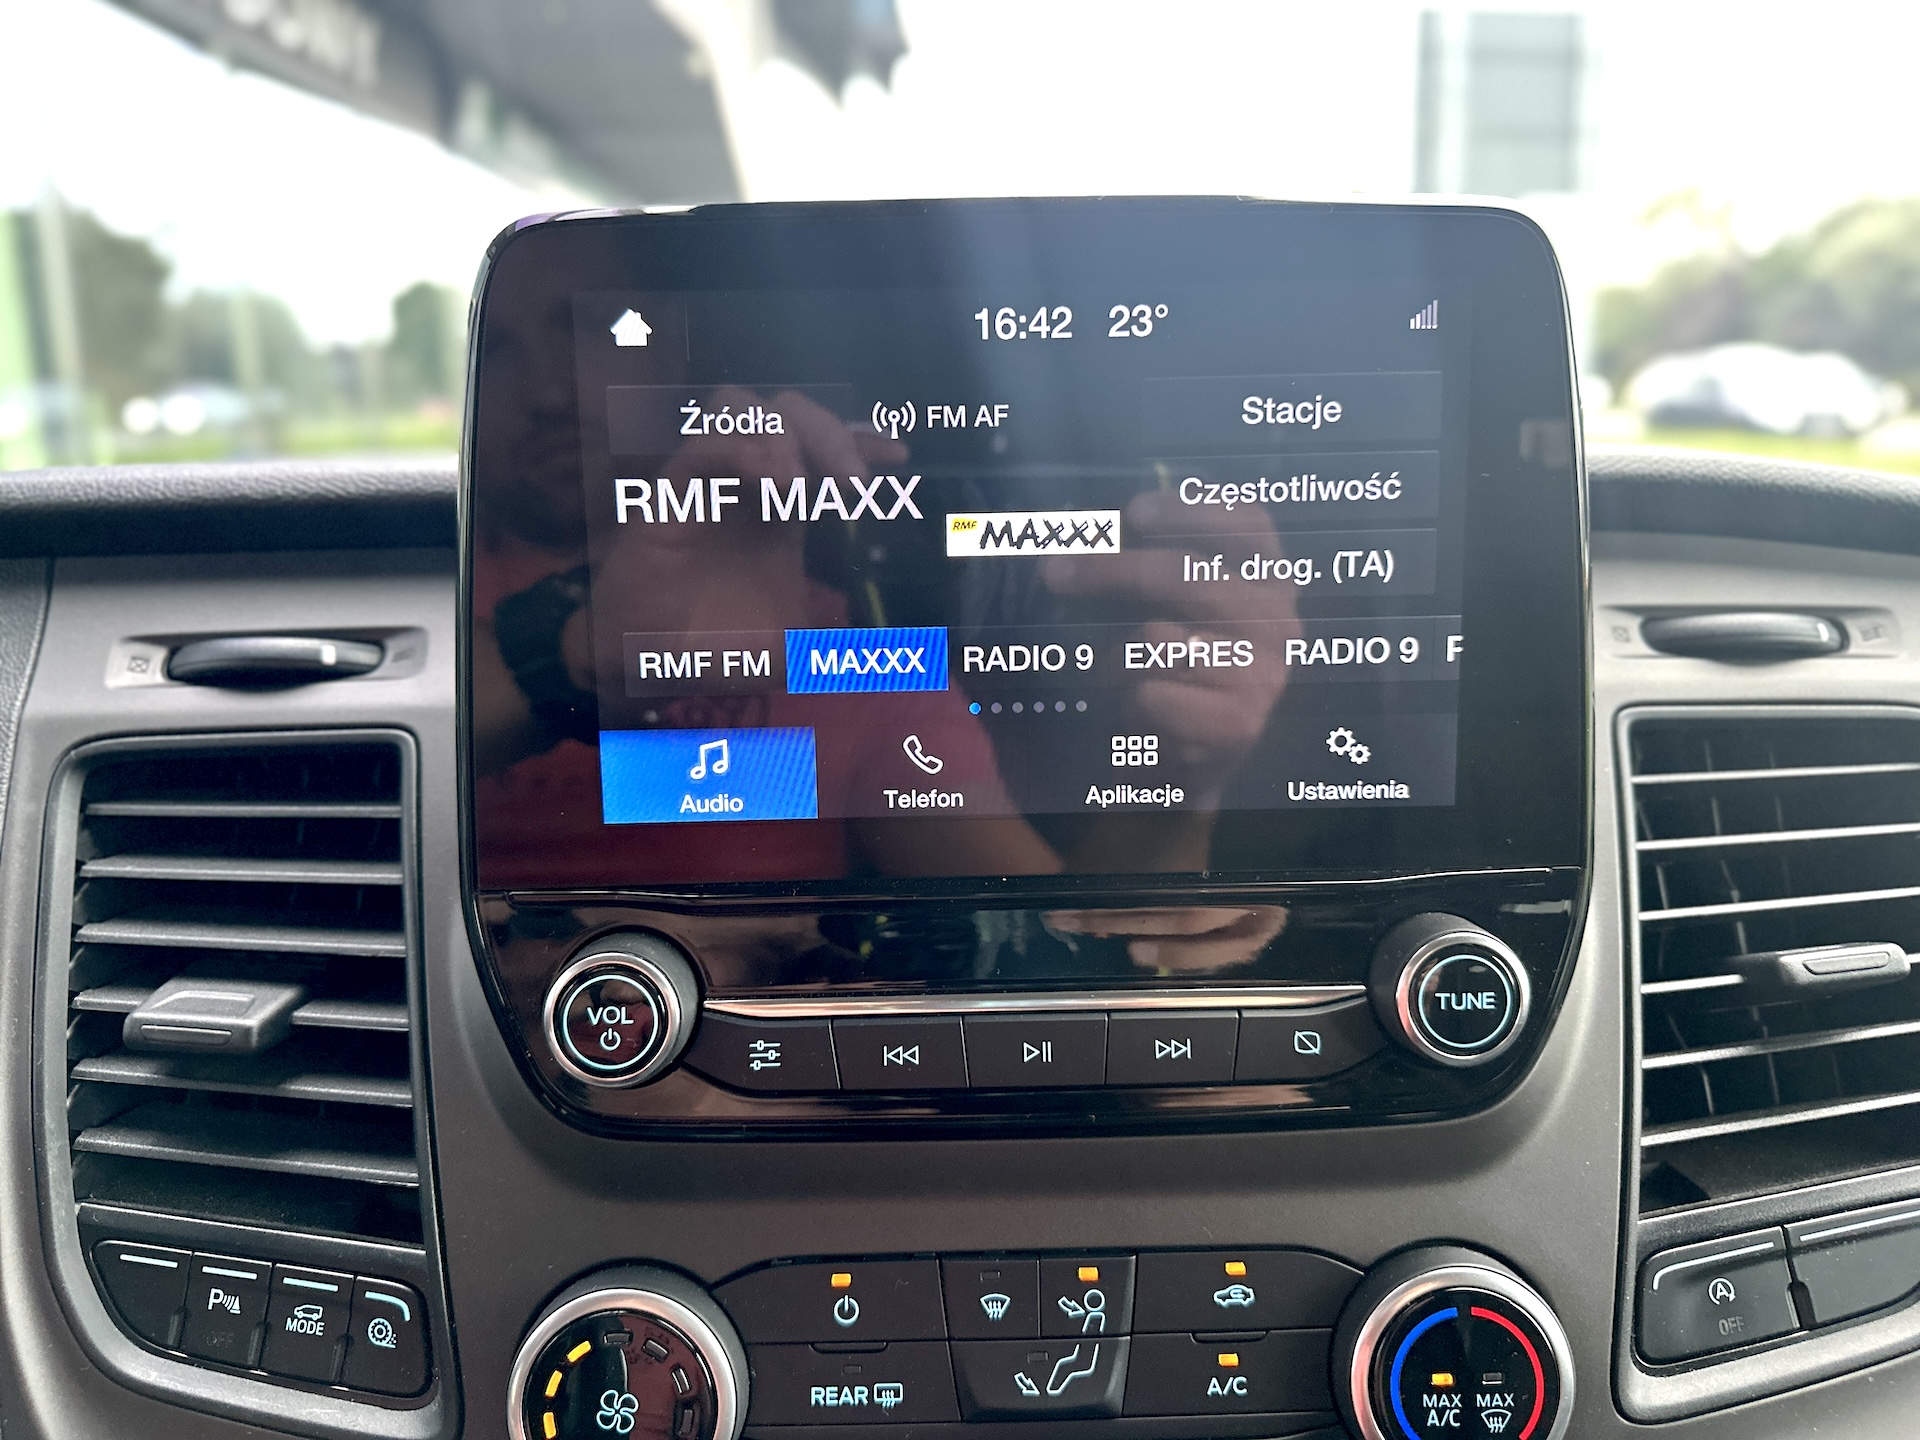 16:42 23°
Źródła FM AF Stacje
RMF MAXX
RMF MAXXX
Częstotliwość
Inf. drog. (TA)
RMF FM MAXXX RADIO 9 EXPRES RADIO 9
Audio Telefon Aplikacje Ustawienia
VOL TUNE
P OFF
MODE
REAR
A/C
MAX A/C
MAX
A OFF